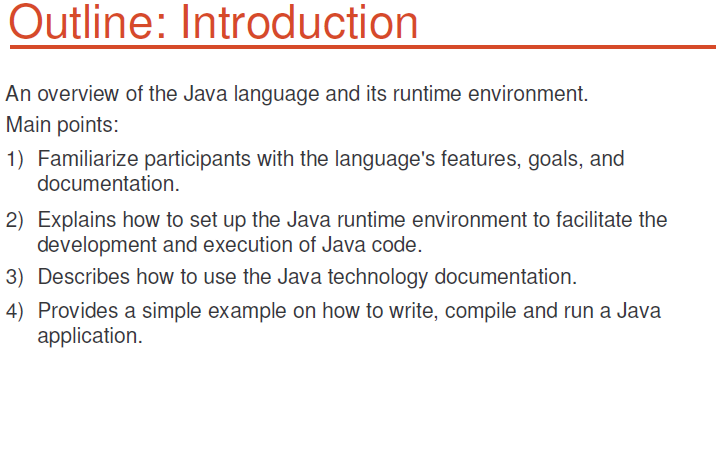 Outline: Introduction
An overview of the Java language and its runtime environment.
Main points:
1) Familiarize participants with the language's features, goals, and
documentation.
2) Explains how to set up the Java runtime environment to facilitate the
development and execution of Java code.
3) Describes how to use the Java technology documentation.
4) Provides a simple example on how to write, compile and run a Java
application.